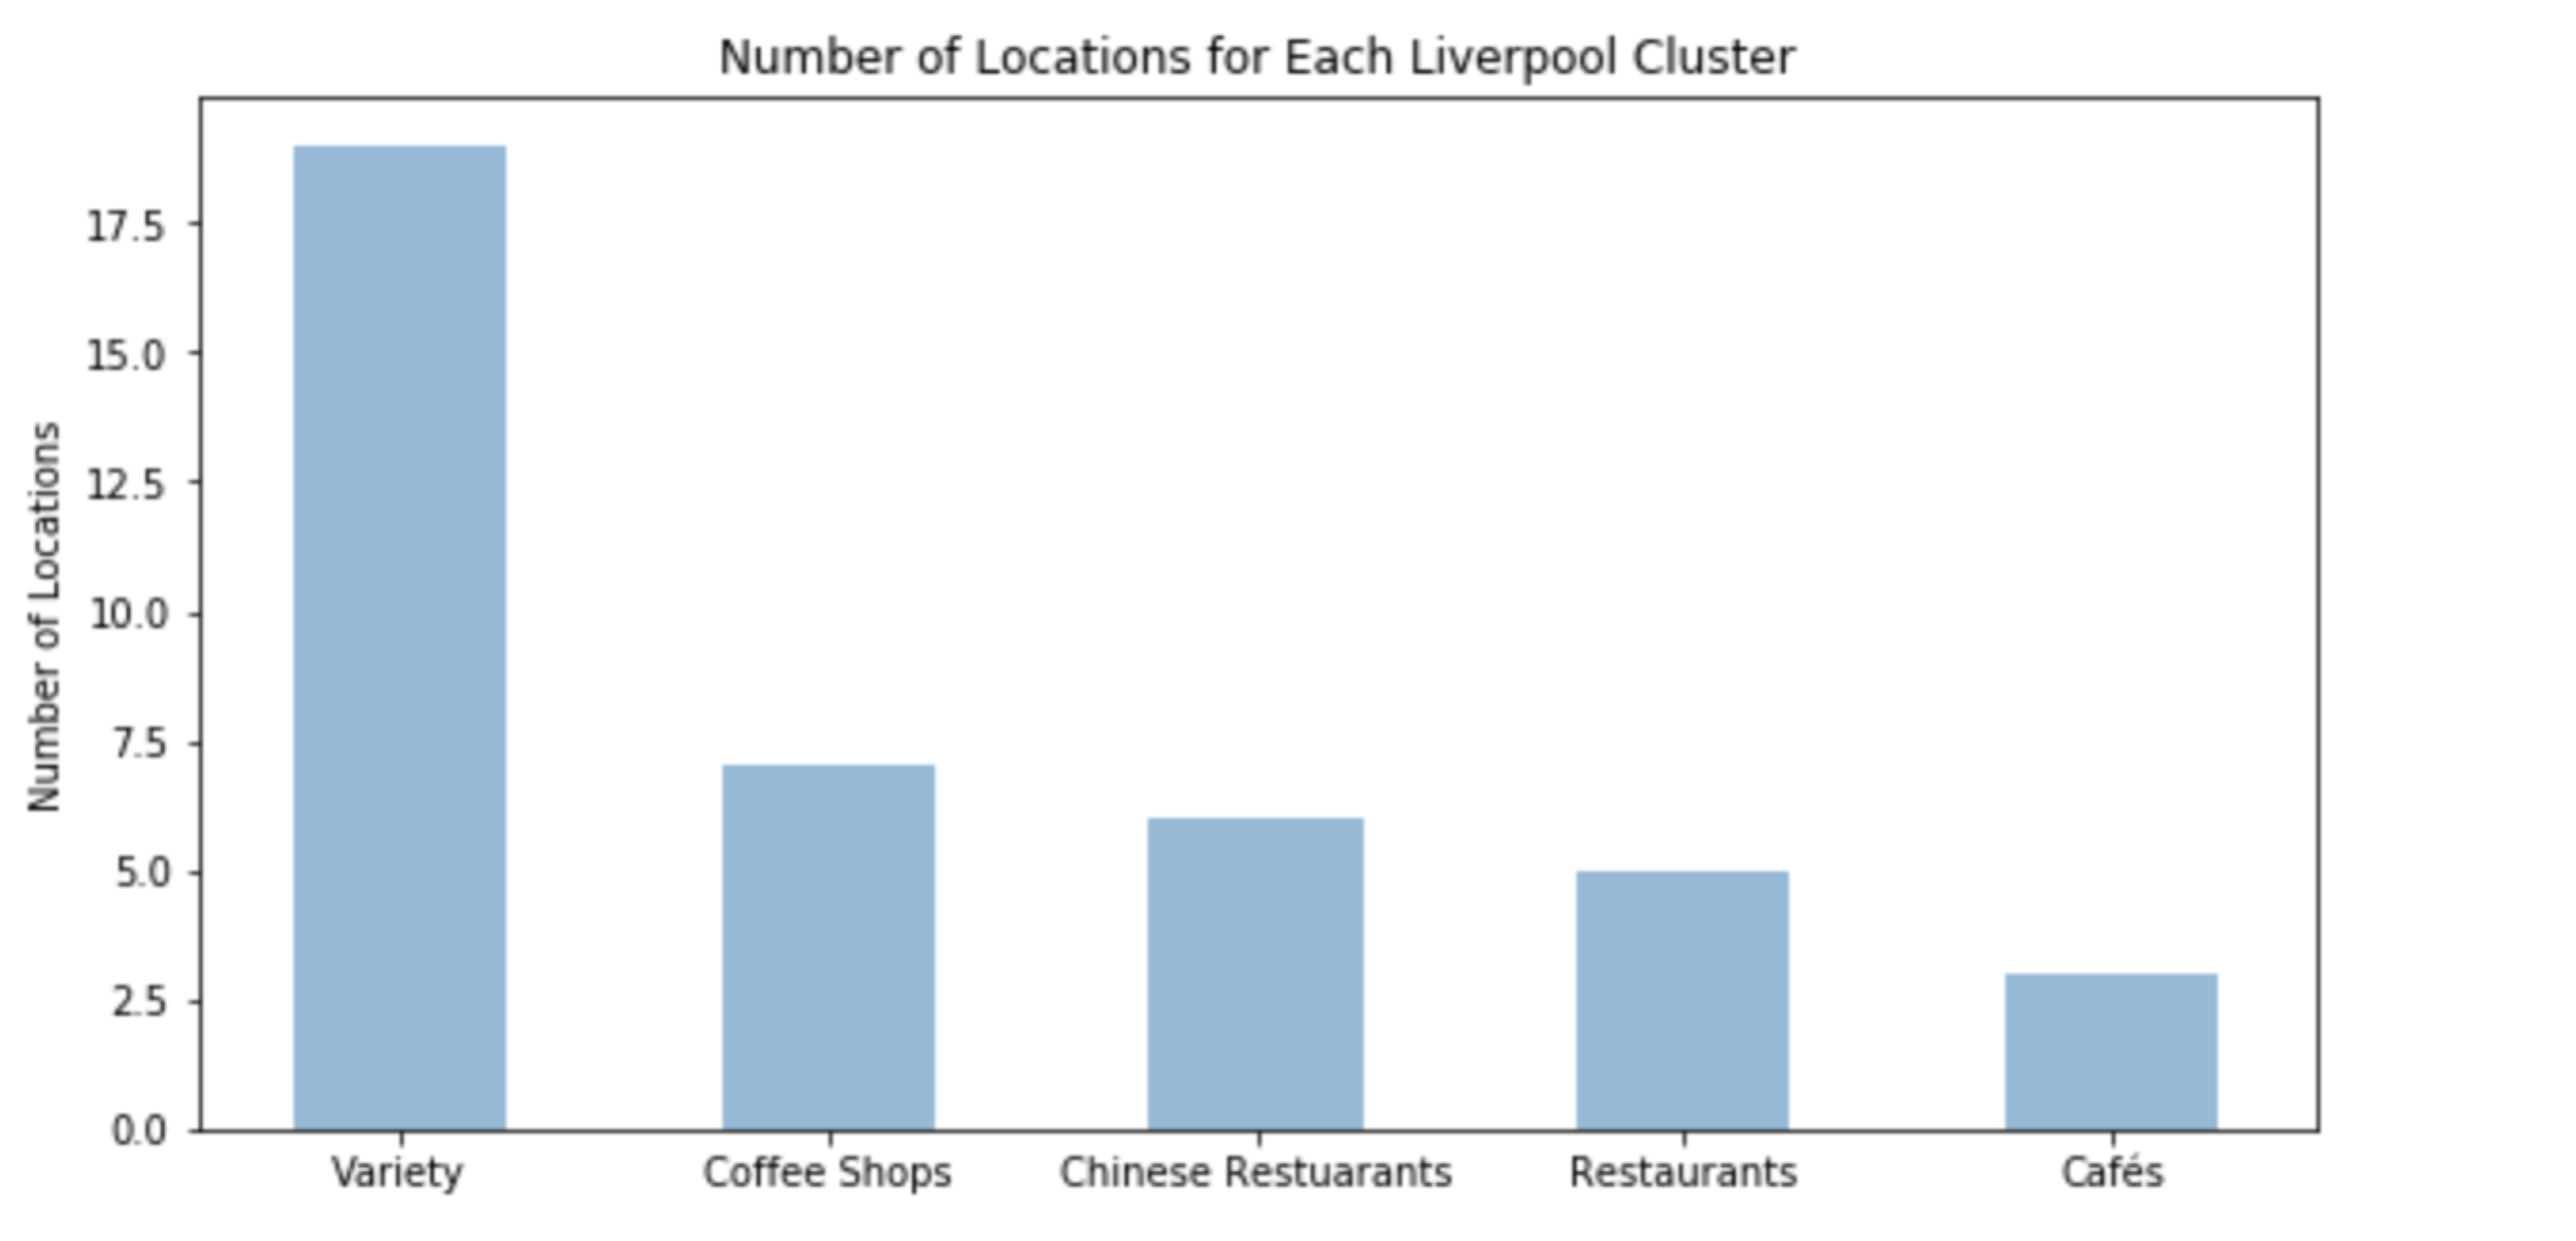 Number of Locations for Each Liverpool Cluster
Number of Locations
17.5
15.0
12.5
10.0
7.5
5.0
2.5
0.0
Variety Coffee Shops Chinese Restuarants Restaurants Cafés